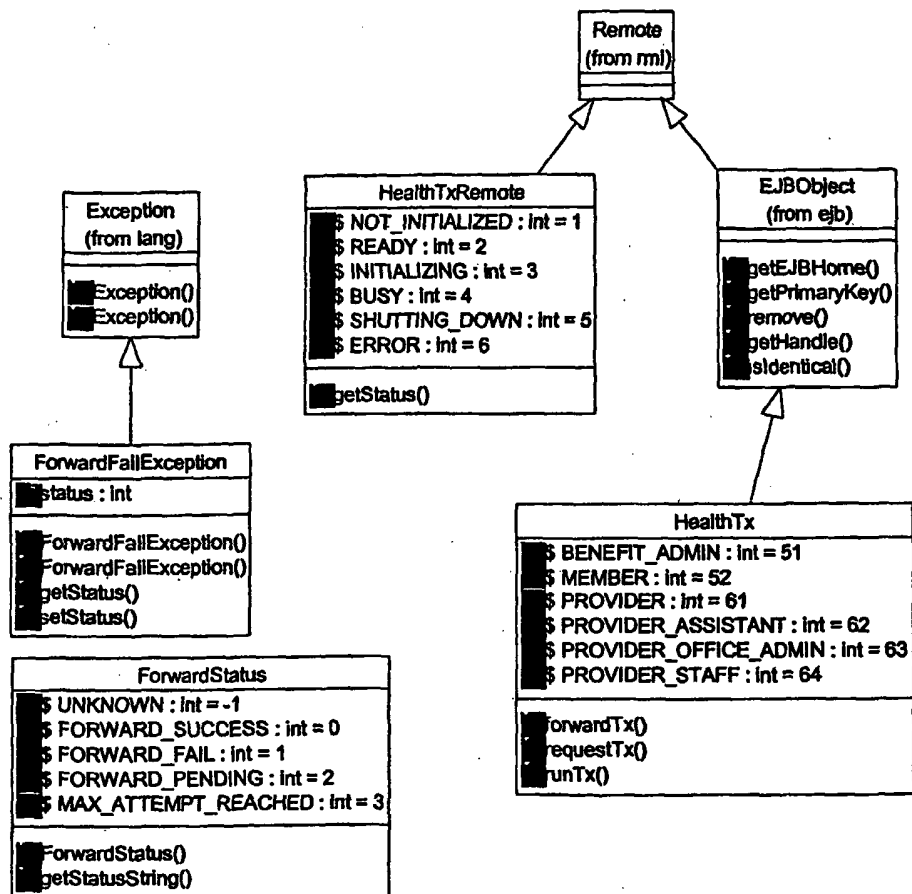 Remote
(from rmi)
HealthTxRemote
$ NOT_INITIALIZED : int = 1
$ READY : int = 2
$ INITIALIZING : int = 3
$ BUSY : int = 4
$ SHUTTING_DOWN : int = 5
$ ERROR : int = 6
getStatus()
EJBObject
(from ejb)
getEJBHome()
getPrimaryKey()
remove()
getHandle()
isIdentical()
Exception
(from lang)
Exception()
Exception()
ForwardFailException
status : int
ForwardFailException()
ForwardFailException()
getStatus()
setStatus()
HealthTx
$ BENEFIT_ADMIN : int = 51
$ MEMBER : int = 52
$ PROVIDER : int = 61
$ PROVIDER_ASSISTANT : int = 62
$ PROVIDER_OFFICE_ADMIN : int = 63
$ PROVIDER_STAFF : int = 64
forwardTx()
requestTx()
runTx()
ForwardStatus
$ UNKNOWN : int = -1
$ FORWARD_SUCCESS : int = 0
$ FORWARD_FAIL : int = 1
$ FORWARD_PENDING : int = 2
$ MAX_ATTEMPT_REACHED : int = 3
ForwardStatus()
getStatusString()